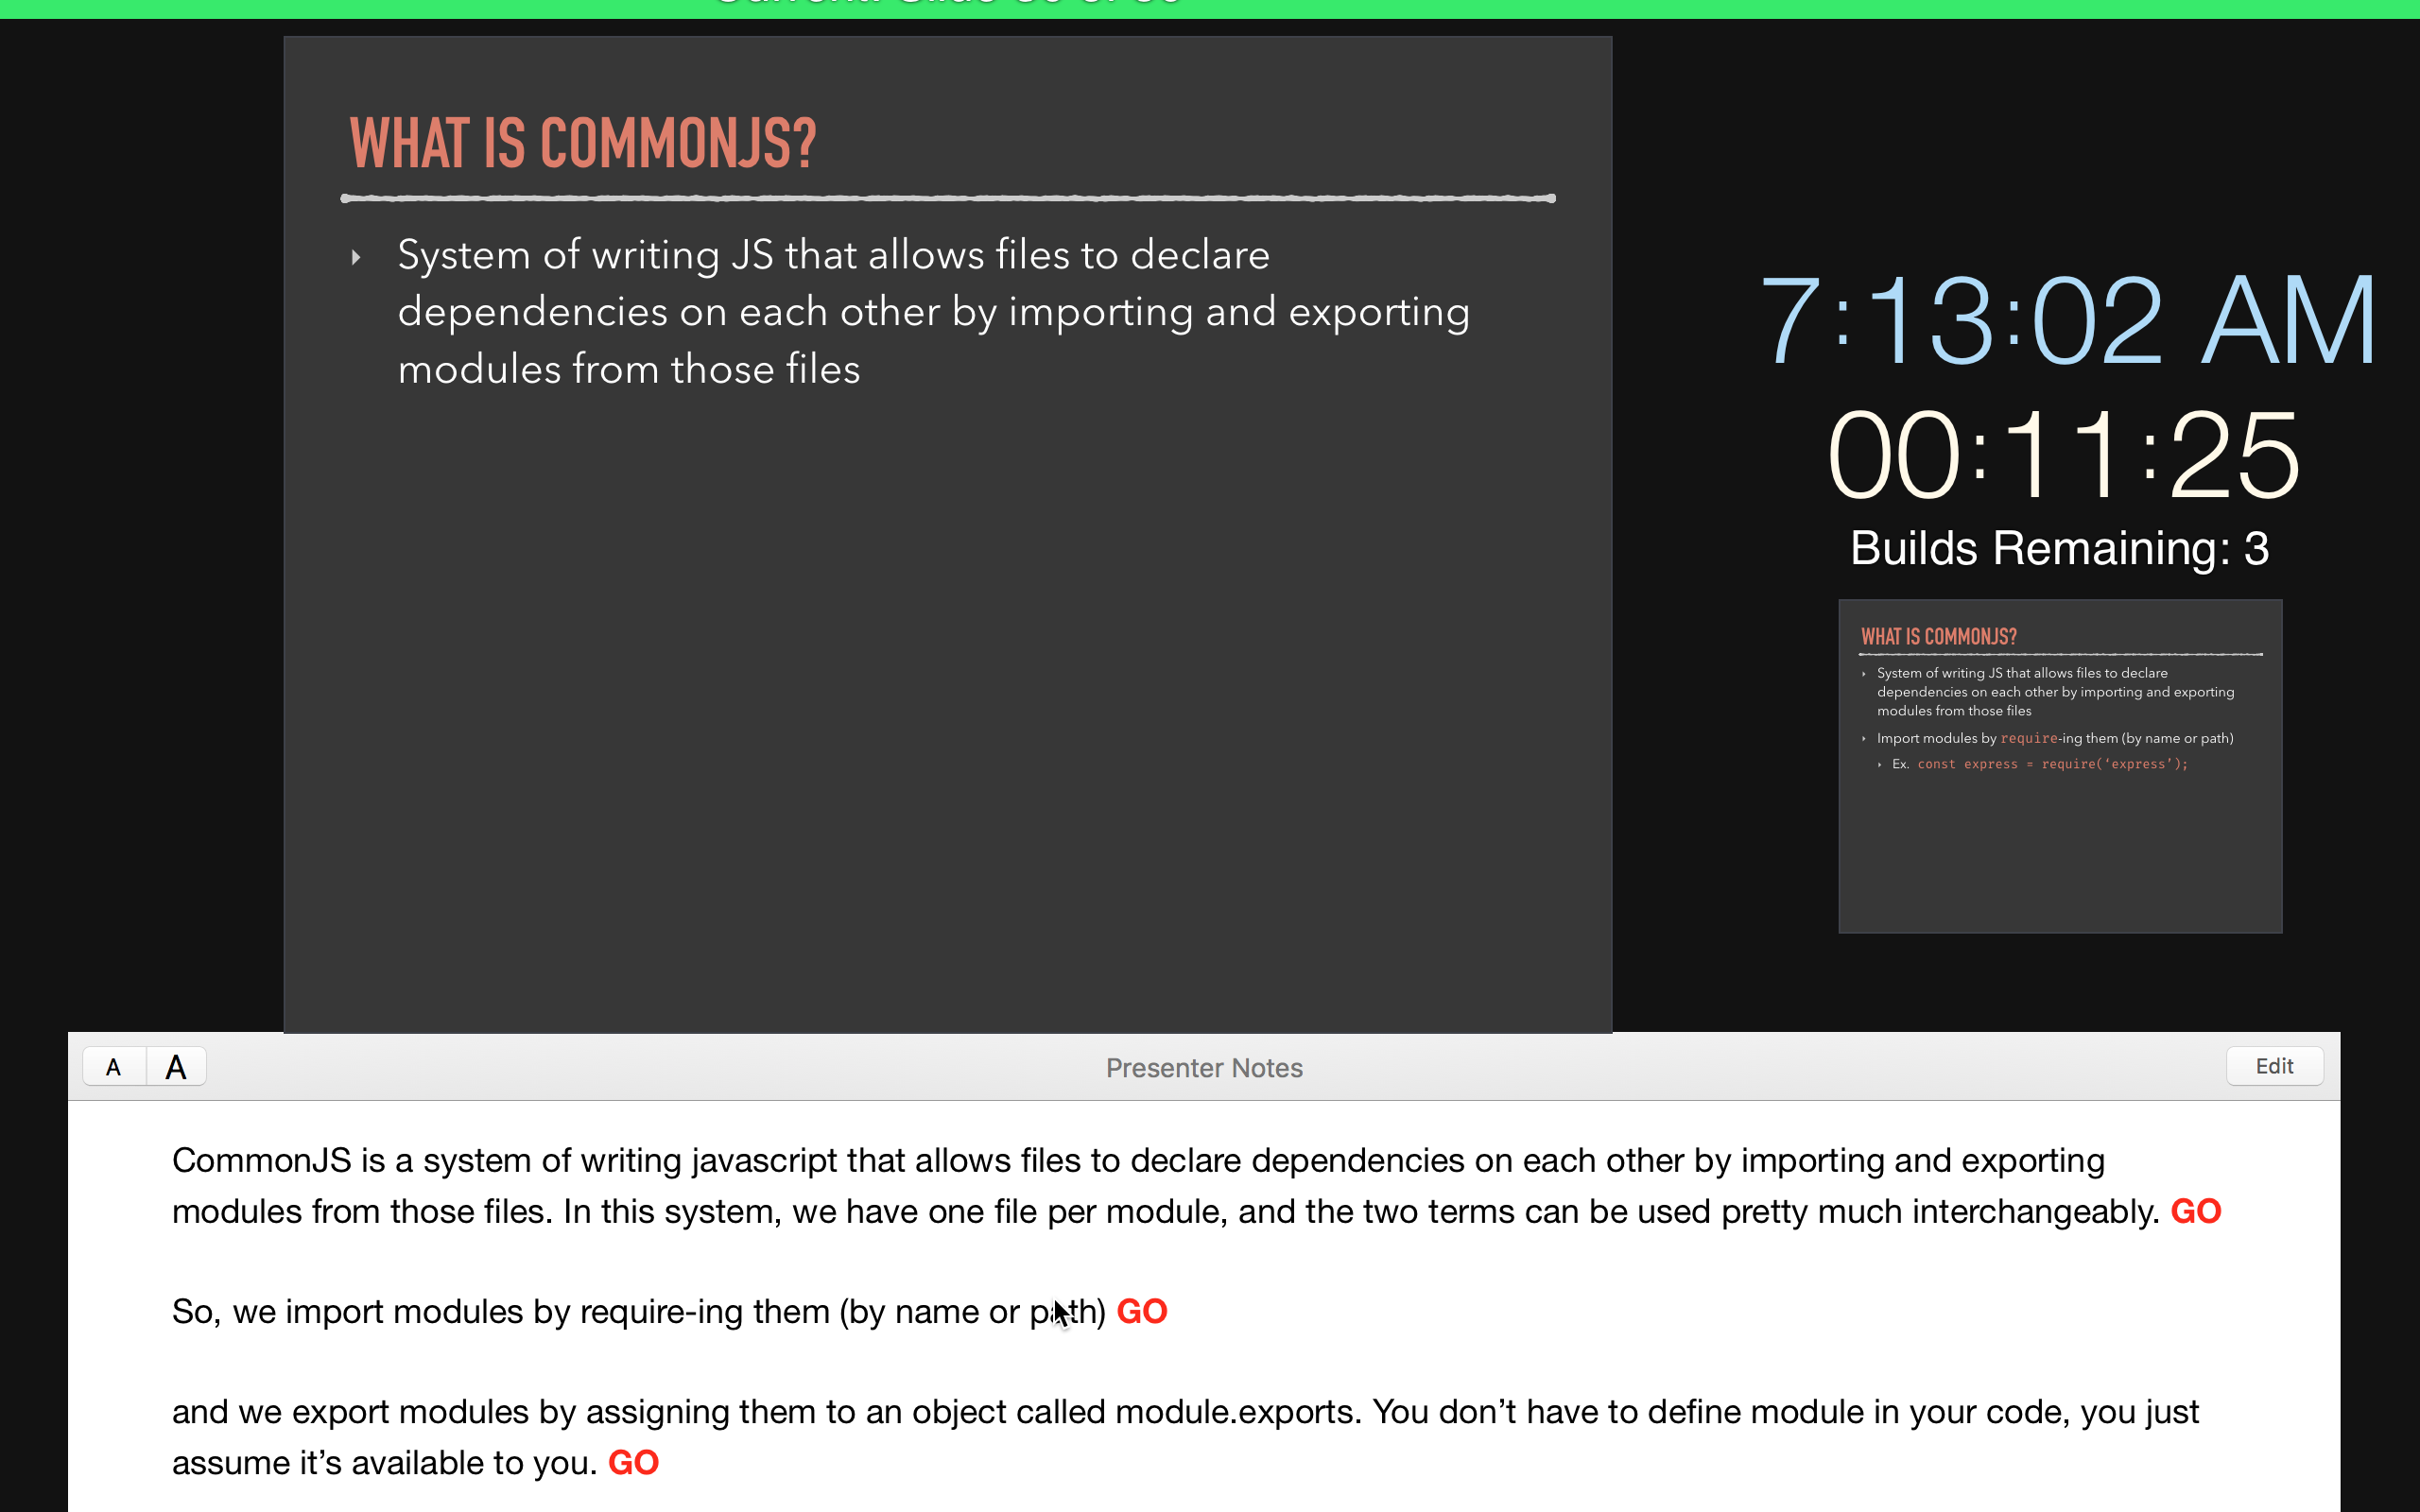 WHAT IS COMMONJS?
System of writing JS that allows files to declare
dependencies on each other by importing and exporting
modules from those files
7:13:02 AM
00:11:25
Builds Remaining: 3
WHAT IS COMMONJS?
System of writing JS that allows files to declare
dependencies on each other by importing and exporting
modules from those files
Import modules by require-ing them (by name or path)
Ex. const express = require(‘express’);
A A Presenter Notes Edit
CommonJS is a system of writing javascript that allows files to declare dependencies on each other by importing and exporting
modules from those files. In this system, we have one file per module, and the two terms can be used pretty much interchangeably. GO
So, we import modules by require-ing them (by name or path) GO
and we export modules by assigning them to an object called module.exports. You don’t have to define module in your code, you just
assume it’s available to you. GO